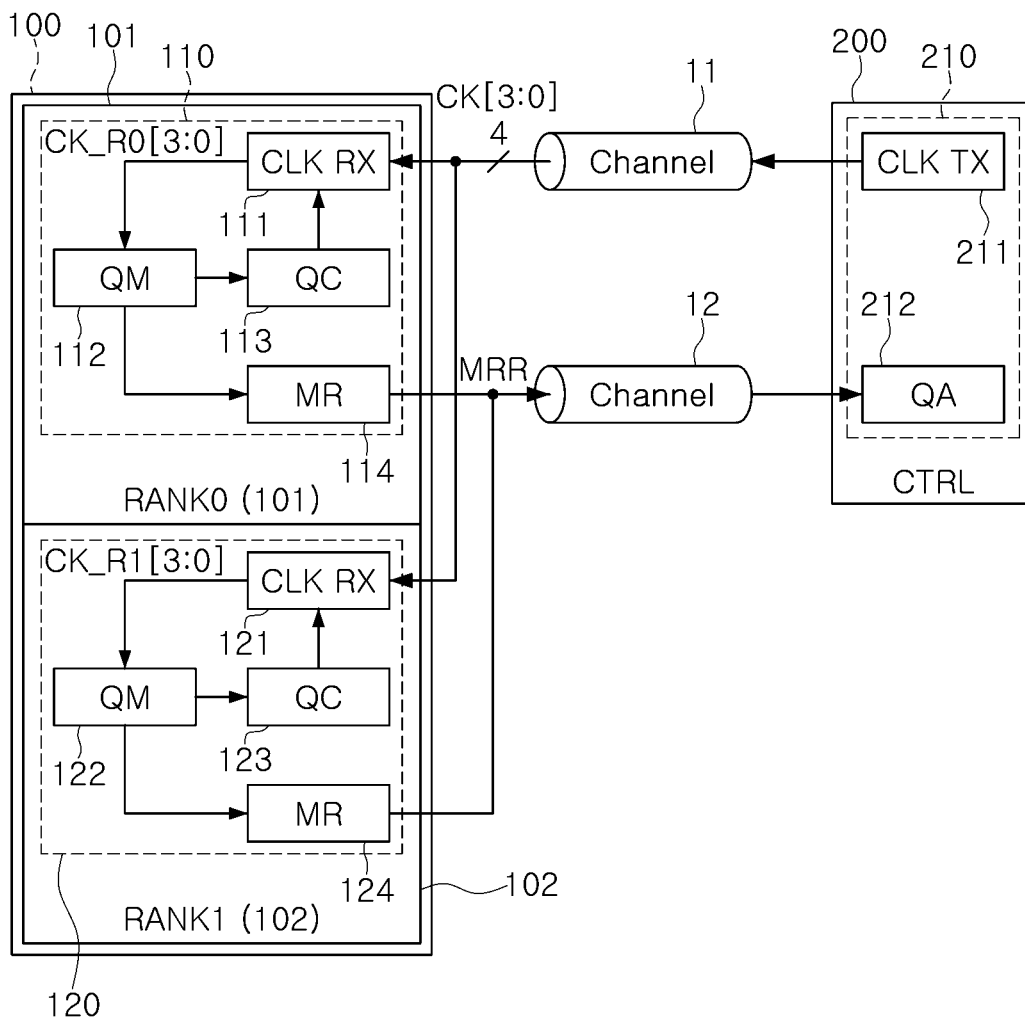 100
101
110
CK[3:0]
11
200
210
CK_R0[3:0]
CLK RX
4
Channel
CLK TX
111
211
QM
QC
112
113
12
212
MRR
MR
Channel
QA
114
RANK0 (101)
CTRL
CK_R1[3:0]
CLK RX
121
QM
QC
122
123
MR
124
102
RANK1 (102)
120